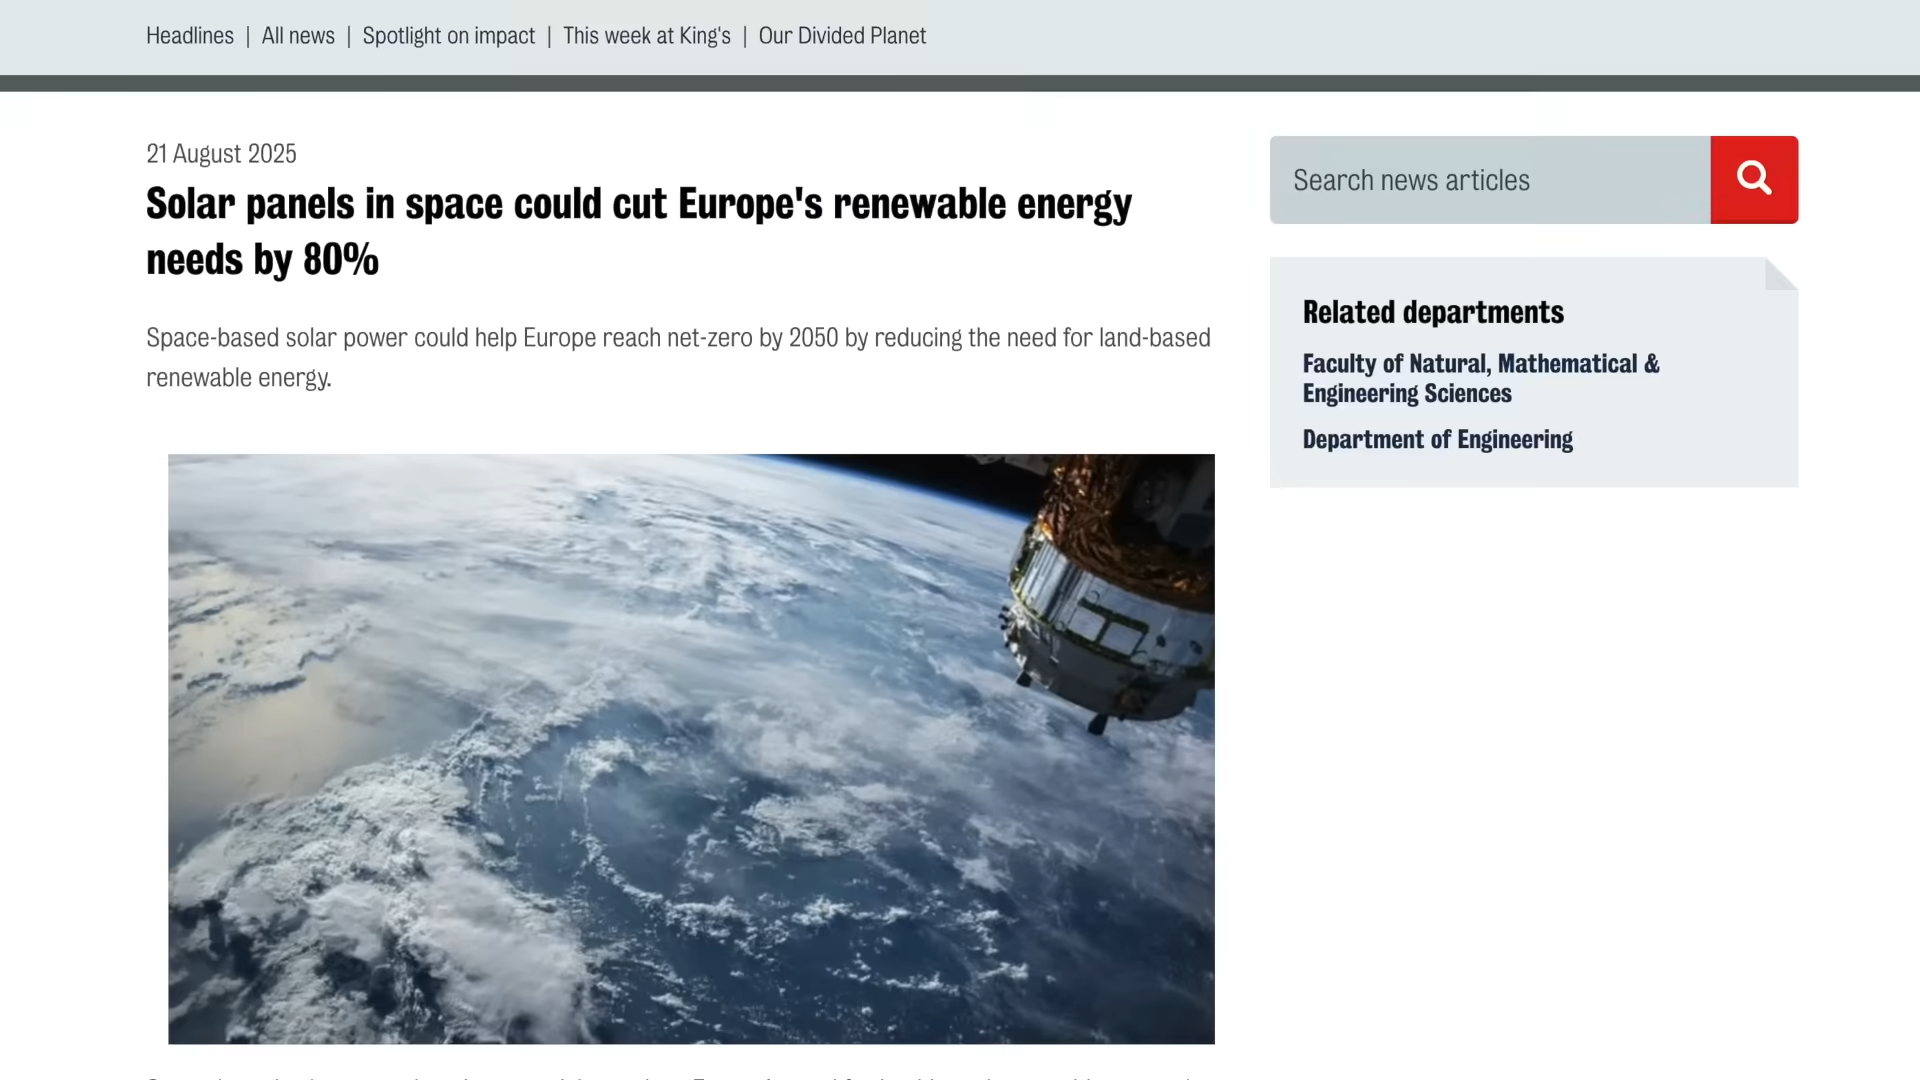 Headlines | All news | Spotlight on impact | This week at King's | Our Divided Planet
21 August 2025
Solar panels in space could cut Europe's renewable energy
needs by 80%
Space-based solar power could help Europe reach net-zero by 2050 by reducing the need for land-based
renewable energy.
Search news articles
Related departments
Faculty of Natural, Mathematical &
Engineering Sciences
Department of Engineering